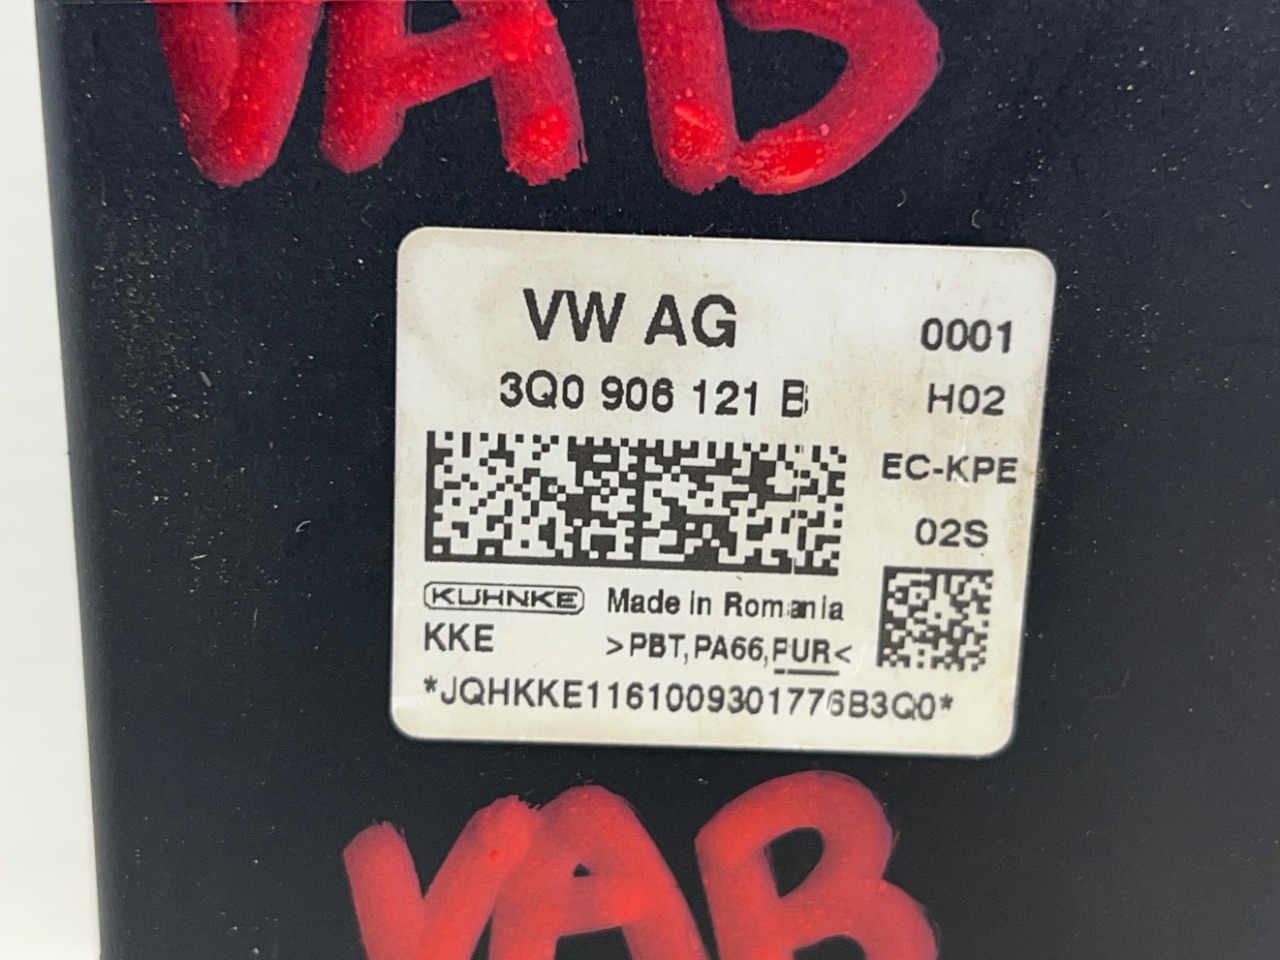 VAB
VW AG
0001
3Q0 906 121 B
H02
EC-KPE
02S
KUHNKE Made in Romania
KKE >PBT,PA66,PUR<
*JQHKKE1161009301776B3Q0*
VAB